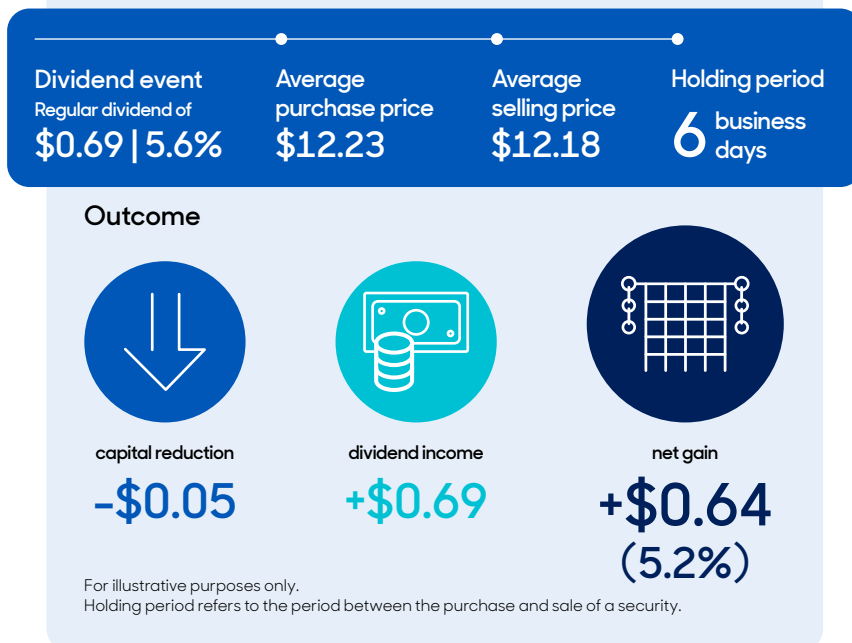 Dividend event
Regular dividend of
$0.69 | 5.6%
Average
purchase price
$12.23
Average
selling price
$12.18
Holding period
6 business
days
Outcome
capital reduction
-$0.05
dividend income
+$0.69
net gain
+$0.64
(5.2%)
For illustrative purposes only.
Holding period refers to the period between the purchase and sale of a security.